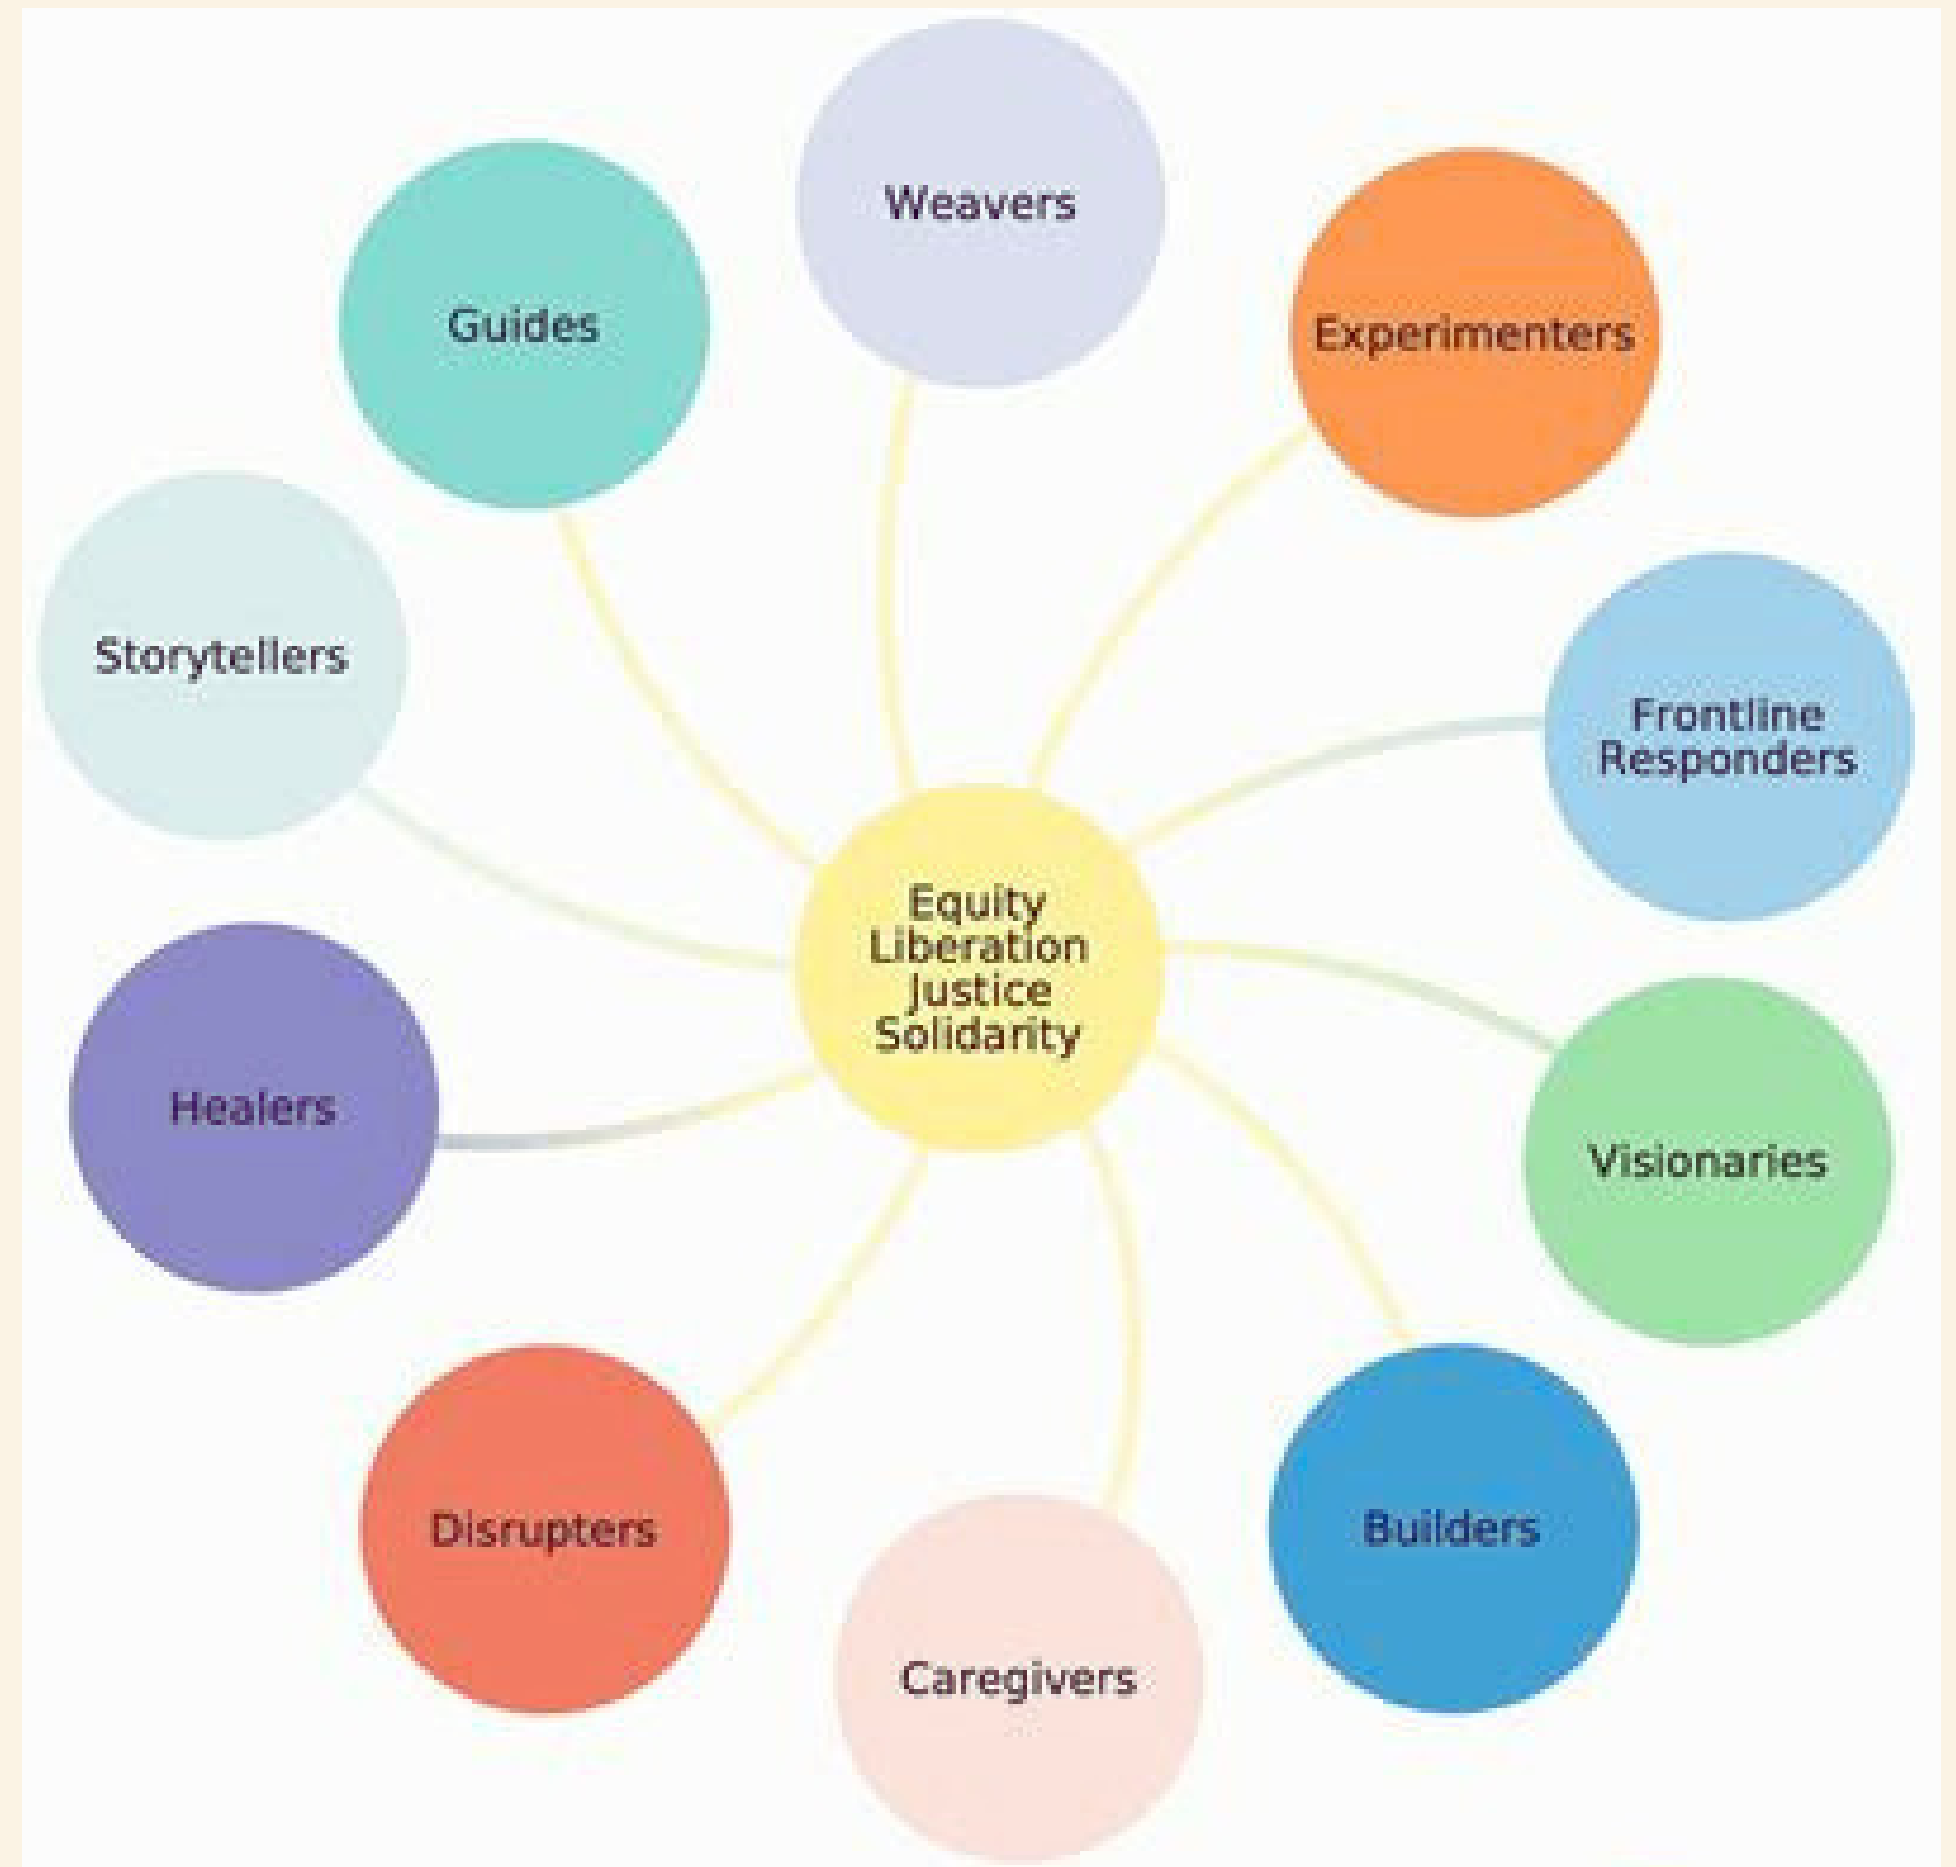 Weavers
Guides
Experimenters
Storytellers
Frontline
Responders
Equity
Liberation
Justice
Solidarity
Healers
Visionaries
Disrupters
Builders
Caregivers